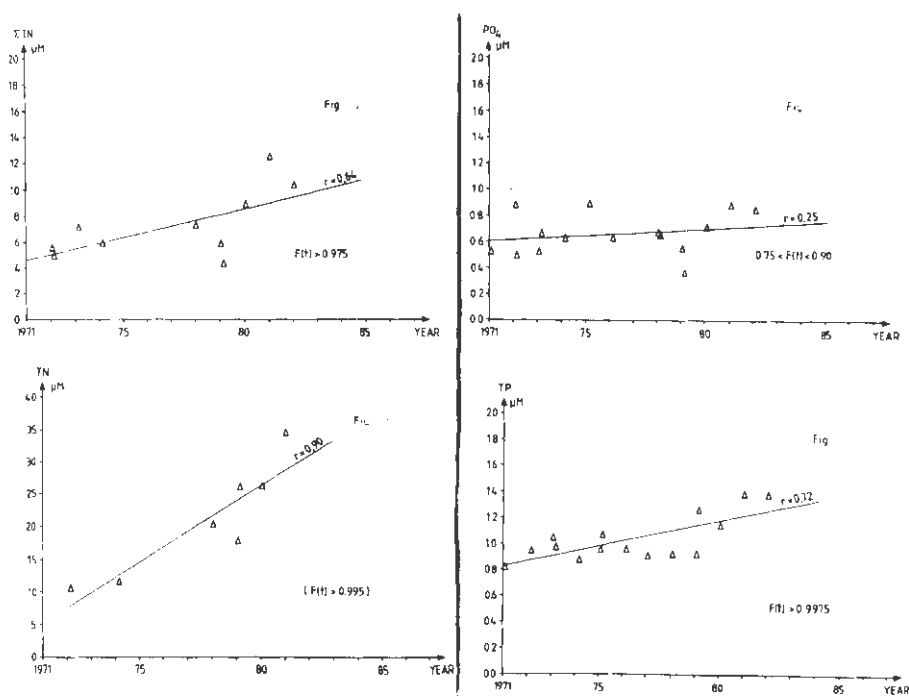 Σ IN
μM
20
18
16
14
12
10
8
6
4
2
0
1971 75 80 85 YEAR
Fig
r = 0,64
F(t) > 0.975
PO4
μM
2.0
1.8
1.6
1.4
1.2
1.0
0.8
0.6
0.4
0.2
0.0
1971 75 80 85 YEAR
r = 0.25
0.75 < F(t) < 0.90
TN
μM
40
35
30
25
20
15
10
5
0
1971 75 80 85 YEAR
r = 0,90
( F(t) > 0.995 )
TP
μM
2.0
1.8
1.6
1.4
1.2
1.0
0.8
0.6
0.4
0.2
0.0
1971 75 80 85 YEAR
Fig
F(t) > 0.9975